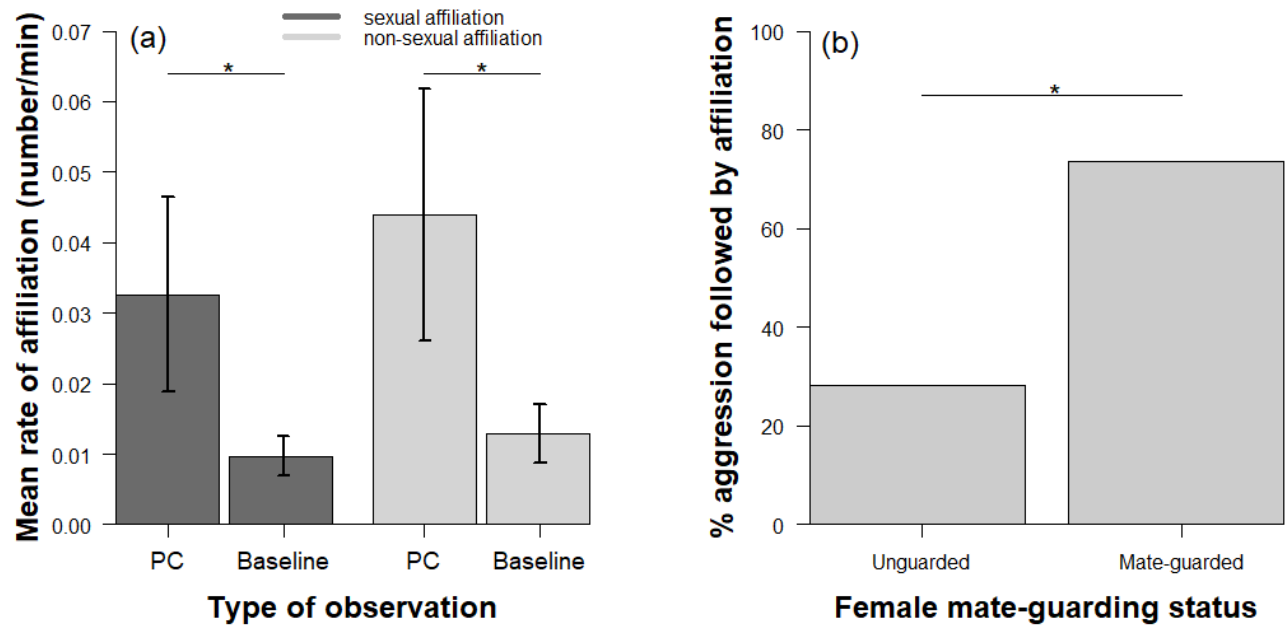 (a)
sexual affiliation
non-sexual affiliation
Mean rate of affiliation (number/min)
0.07
0.06
0.05
0.04
0.03
0.02
0.01
0.00
*
*
PC Baseline PC Baseline
Type of observation
(b)
% aggression followed by affiliation
100
80
60
40
20
0
*
Unguarded Mate-guarded
Female mate-guarding status